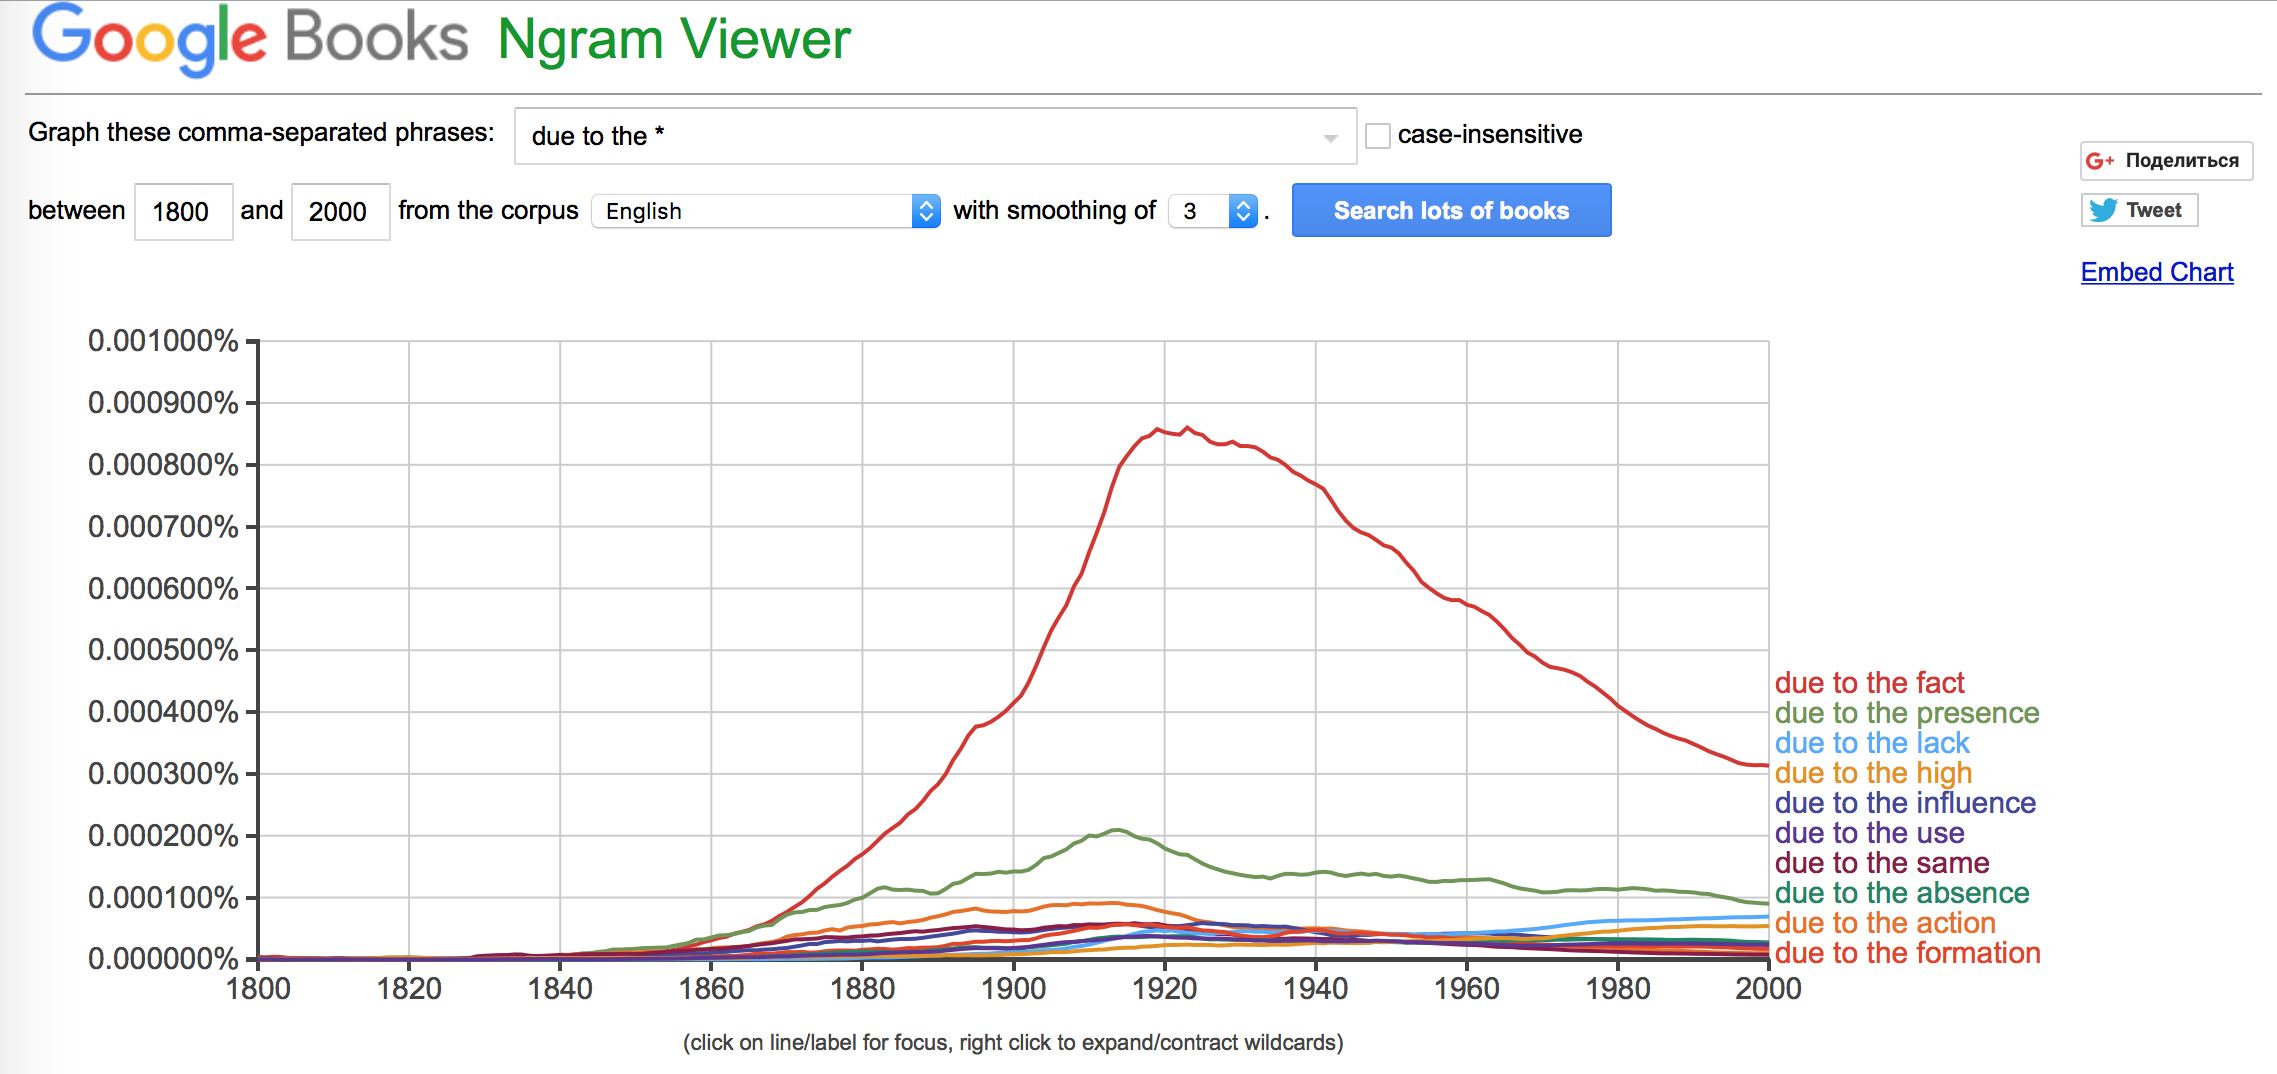 Google Books Ngram Viewer
Graph these comma-separated phrases: due to the * case-insensitive
between 1800 and 2000 from the corpus English with smoothing of 3 . Search lots of books
G+ Поделиться
Tweet
Embed Chart
0.001000%
0.000900%
0.000800%
0.000700%
0.000600%
0.000500%
0.000400%
0.000300%
0.000200%
0.000100%
0.000000%
due to the fact
due to the presence
due to the lack
due to the high
due to the influence
due to the use
due to the same
due to the absence
due to the action
due to the formation
1800 1820 1840 1860 1880 1900 1920 1940 1960 1980 2000
(click on line/label for focus, right click to expand/contract wildcards)